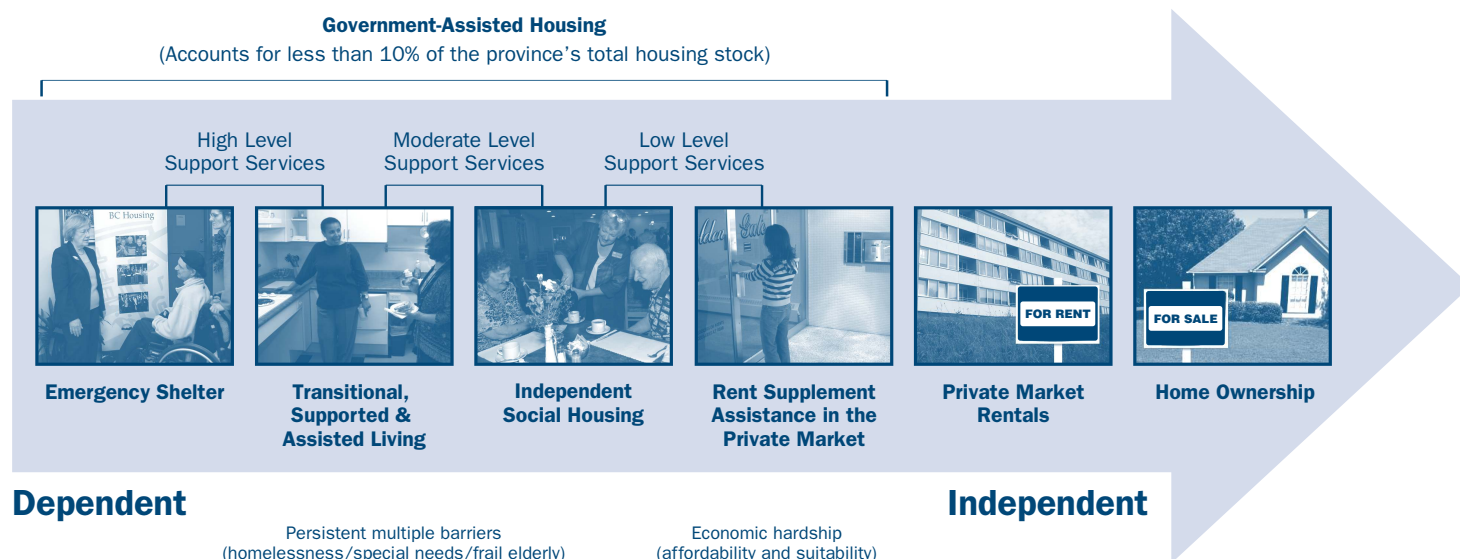 Government-Assisted Housing
(Accounts for less than 10% of the province’s total housing stock)
High Level
Support Services
Moderate Level
Support Services
Low Level
Support Services
BC Housing
FOR RENT
FOR SALE
Emergency Shelter
Transitional,
Supported &
Assisted Living
Independent
Social Housing
Rent Supplement
Assistance in the
Private Market
Private Market
Rentals
Home Ownership
Dependent
Independent
Persistent multiple barriers
(homelessness/special needs/frail elderly)
Economic hardship
(affordability and suitability)